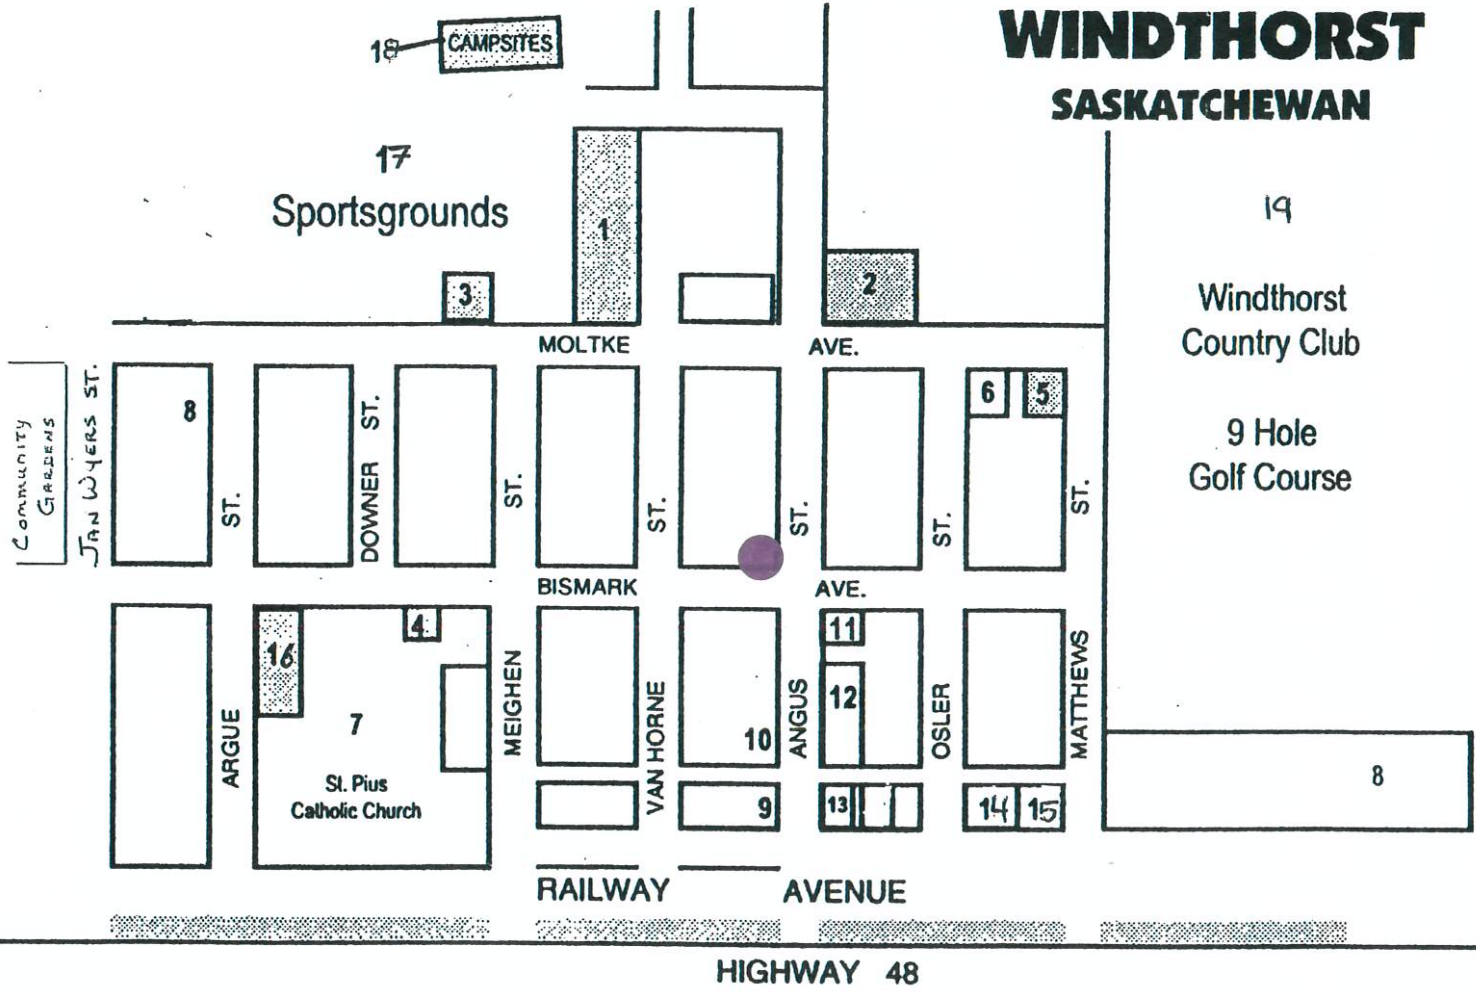 WINDTHORST
SASKATCHEWAN
18
CAMPSITES
17
Sportsgrounds
1
2
3
19
Windthorst
Country Club
9 Hole
Golf Course
MOLTKE AVE.
Community
GARDENS
JAN WYERS ST.
8
ST.
DOWNER ST.
ST.
ST.
ST.
ST.
6
5
ST.
BISMARK AVE.
16
4
7
St. Pius
Catholic Church
ARGUE
MEIGHEN
VAN HORNE
10
9
ANGUS
11
12
13
OSLER
14
15
MATTHEWS
8
RAILWAY AVENUE
HIGHWAY 48